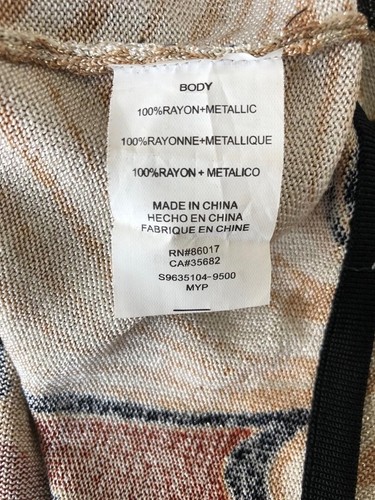 BODY
100%RAYON+METALLIC
100%RAYONNE+METALLIQUE
100%RAYON + METALICO
MADE IN CHINA
HECHO EN CHINA
FABRIQUE EN CHINE
RN#86017
CA#35682
S9635104-9500
MYP